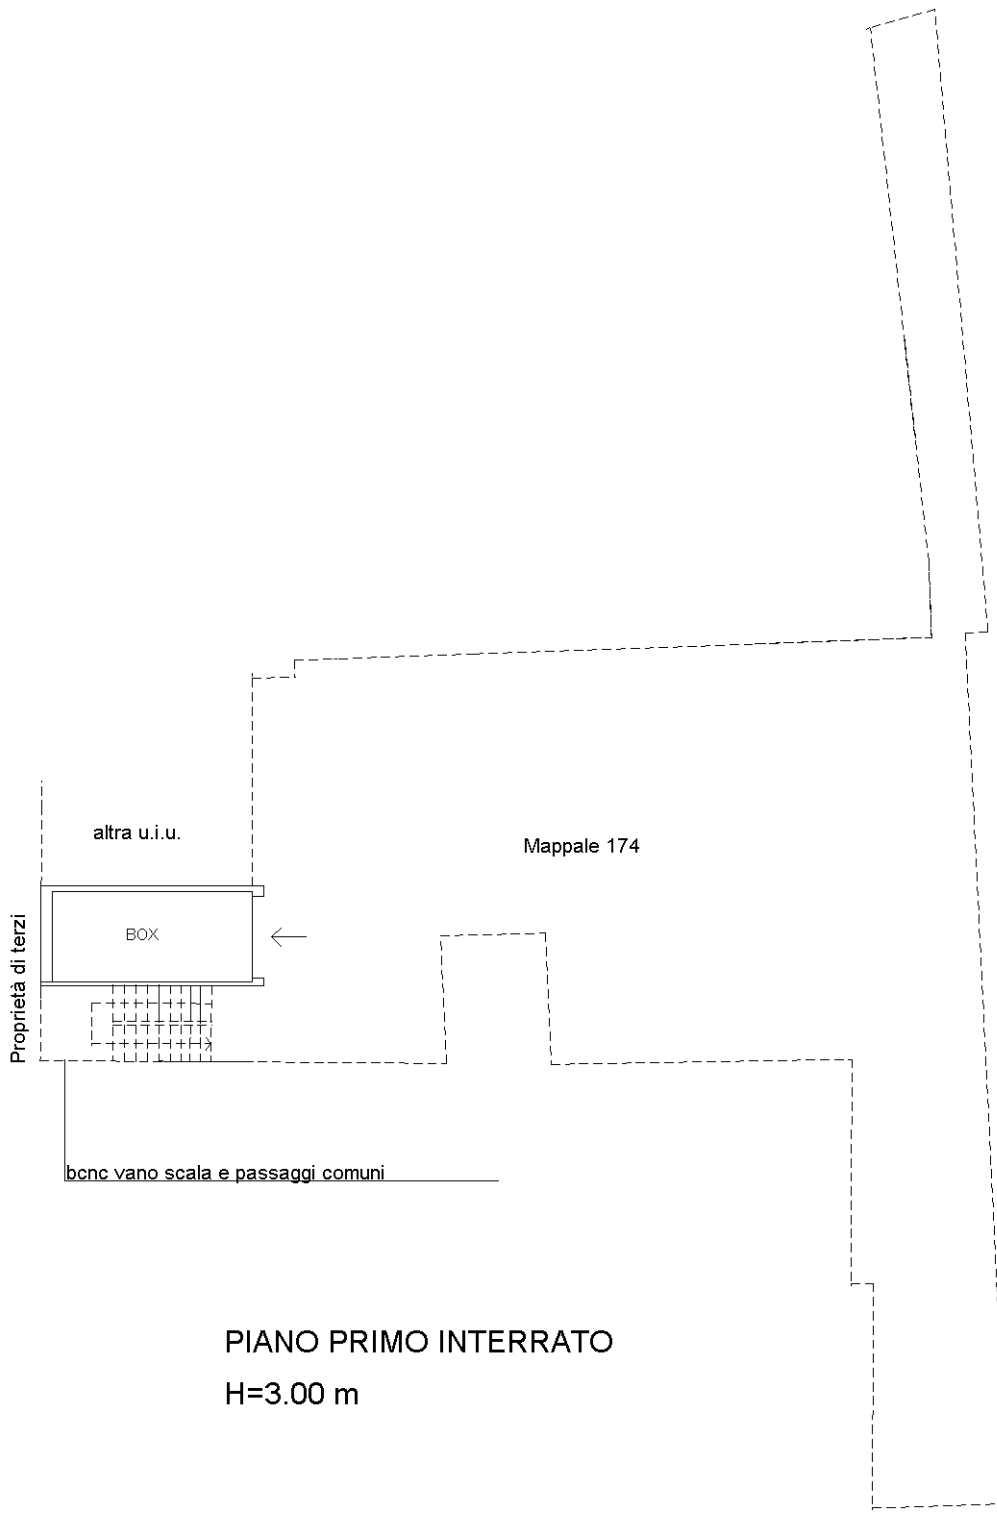 altra u.i.u.
Mappale 174
BOX
Proprietà di terzi
bcnc vano scala e passaggi comuni
PIANO PRIMO INTERRATO
H=3.00 m